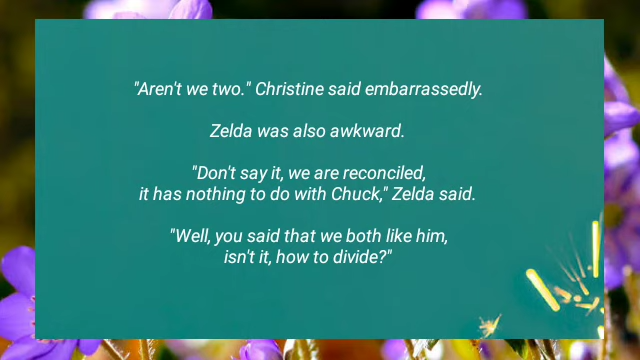 "Aren't we two." Christine said embarrassedly.
Zelda was also awkward.
"Don't say it, we are reconciled,
it has nothing to do with Chuck," Zelda said.
"Well, you said that we both like him,
isn't it, how to divide?"